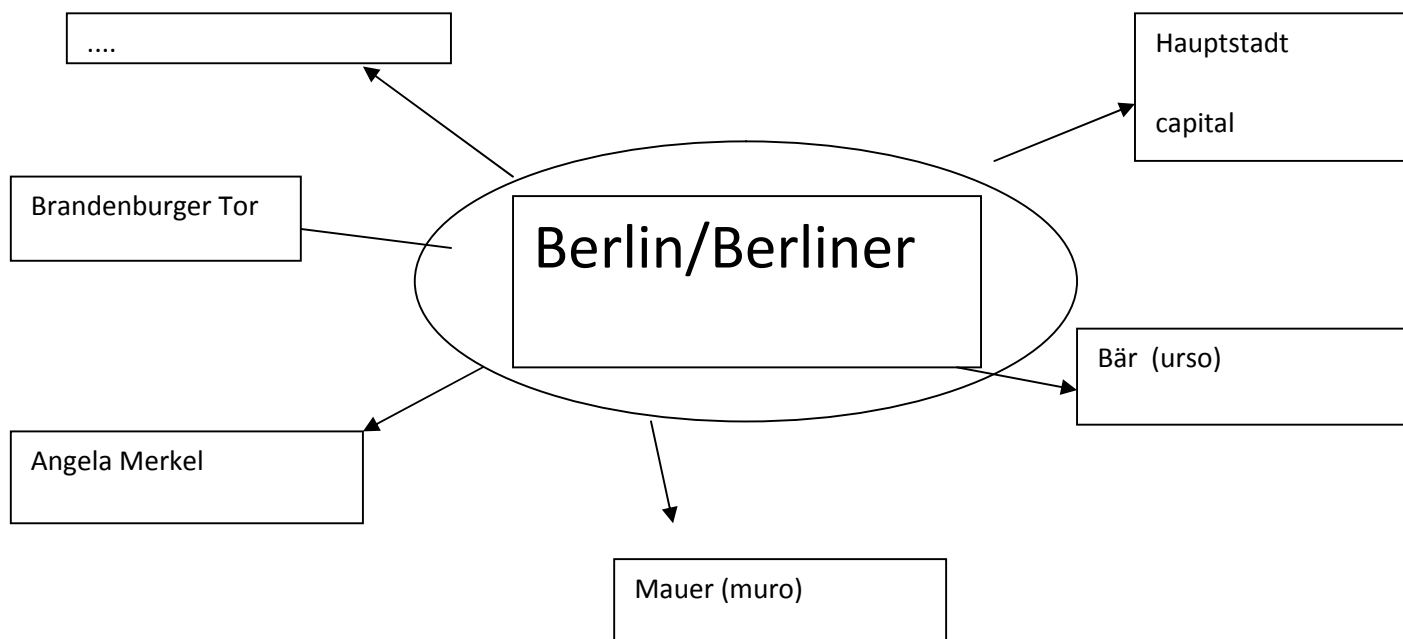 ....
Hauptstadt
capital
Brandenburger Tor
Berlin/Berliner
Bär (urso)
Angela Merkel
Mauer (muro)